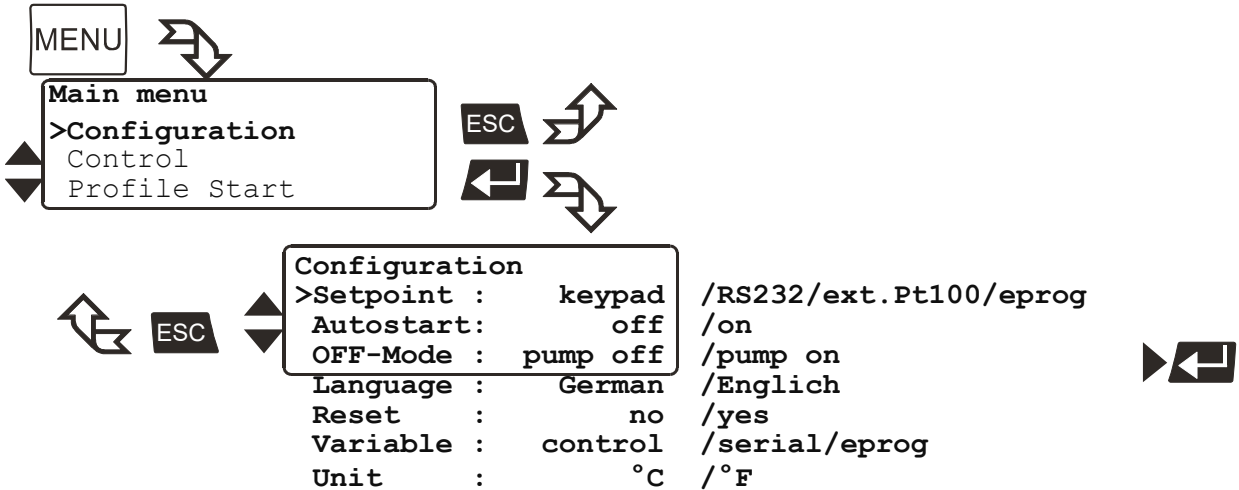 MENU
Main menu
>Configuration
Control
Profile Start
ESC
Configuration
>Setpoint : keypad /RS232/ext.Pt100/eprog
Autostart: off /on
OFF-Mode : pump off /pump on
Language : German /Englich
Reset : no /yes
Variable : control /serial/eprog
Unit : °C /°F
ESC